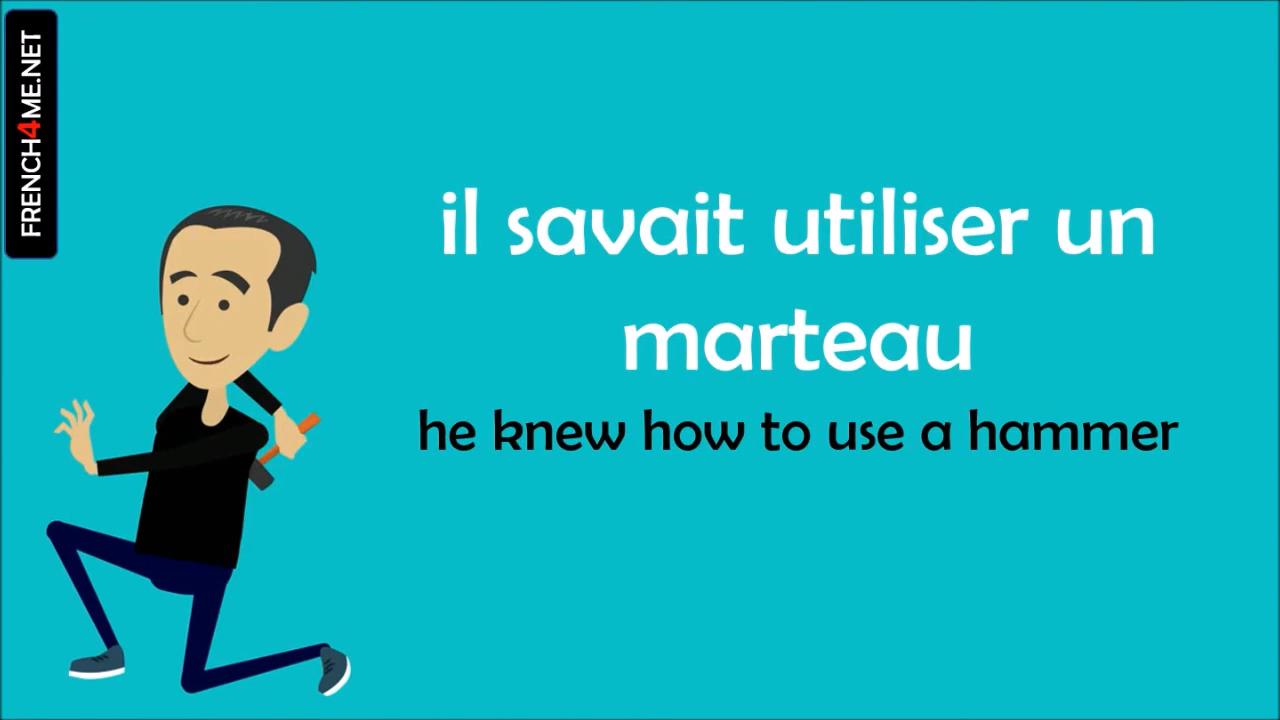 FRENCH4ME.NET
il savait utiliser un
marteau
he knew how to use a hammer